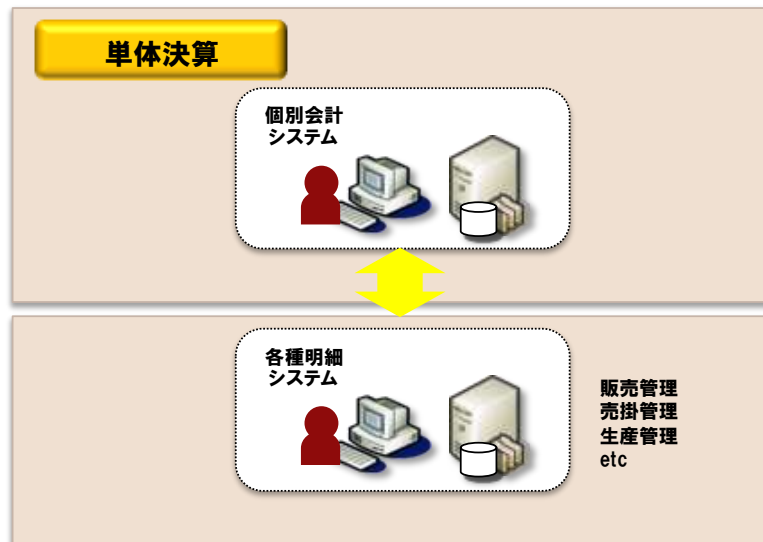 単体決算
個別会計
システム
各種明細
システム
販売管理
売掛管理
生産管理
etc